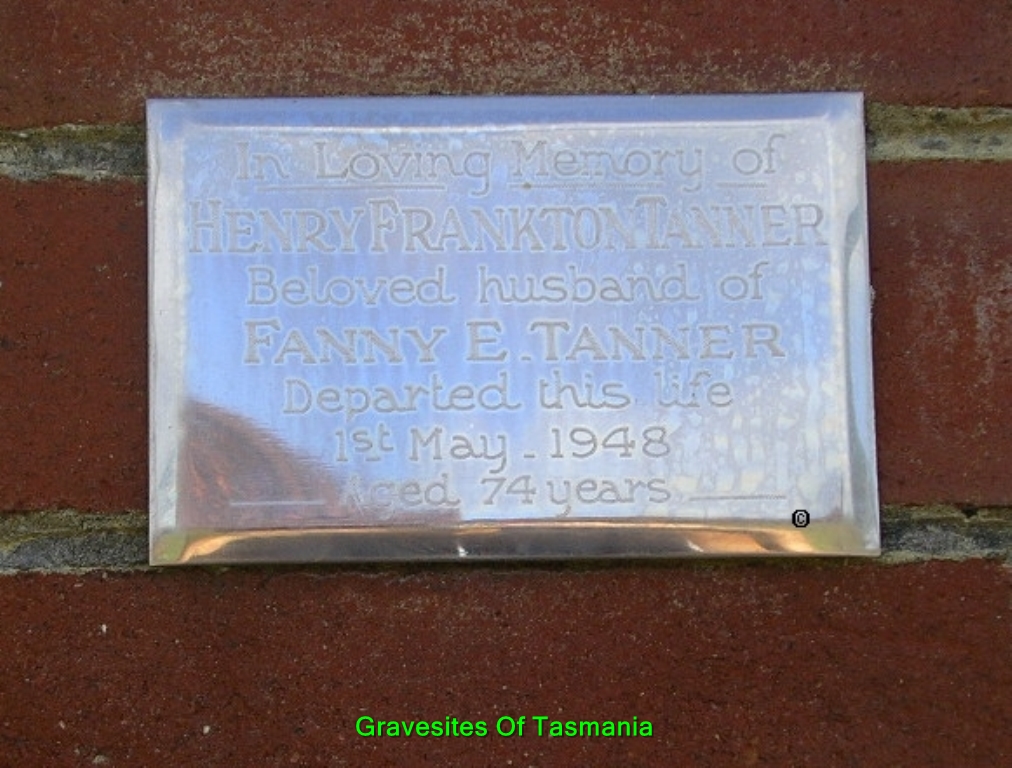 In Loving Memory of
HENRY FRANKTON TANNER
Beloved husband of
FANNY E. TANNER
Departed this life
1st May - 1948
Aged 74 years
©
Gravesites Of Tasmania